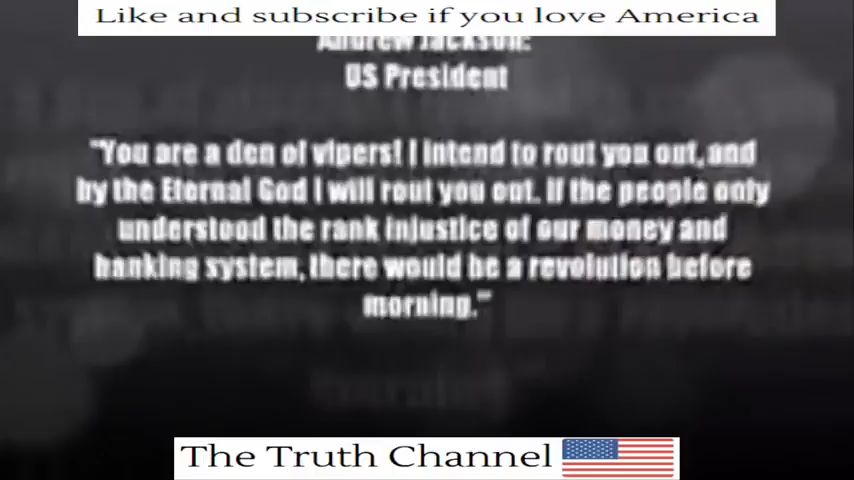 Like and subscribe if you love America
Andrew Jackson:
US President
"You are a den of vipers! I intend to rout you out, and
by the Eternal God I will rout you out. If the people only
understood the rank injustice of our money and
banking system, there would be a revolution before
morning."
The Truth Channel